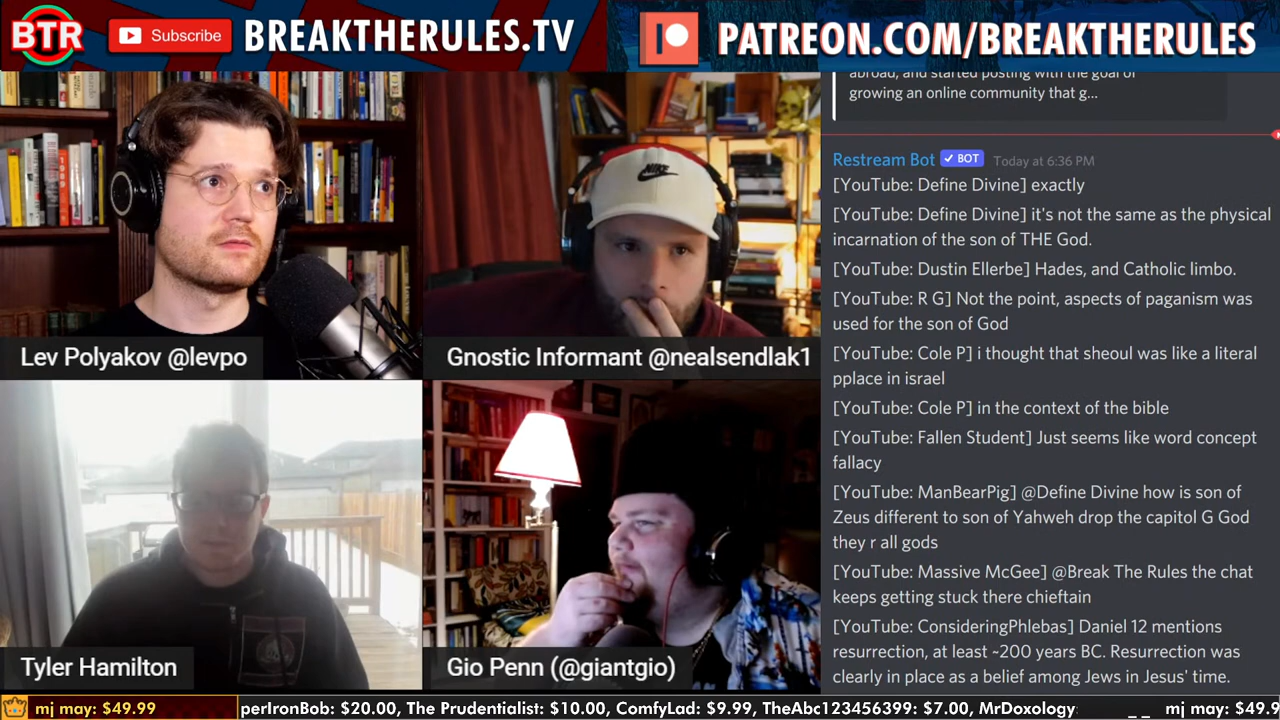 BTR
Subscribe
BREAKTHERULES.TV
PATREON.COM/BREAKTHERULES
abroad, and started posting with the goal of
growing an online community that g...
Restream Bot ✓ BOT Today at 6:36 PM
[YouTube: Define Divine] exactly
[YouTube: Define Divine] it's not the same as the physical
incarnation of the son of THE God.
[YouTube: Dustin Ellerbe] Hades, and Catholic limbo.
[YouTube: R G] Not the point, aspects of paganism was
used for the son of God
[YouTube: Cole P] i thought that sheoul was like a literal
pplace in israel
[YouTube: Cole P] in the context of the bible
[YouTube: Fallen Student] Just seems like word concept
fallacy
[YouTube: ManBearPig] @Define Divine how is son of
Zeus different to son of Yahweh drop the capitol G God
they r all gods
[YouTube: Massive McGee] @Break The Rules the chat
keeps getting stuck there chieftain
[YouTube: ConsideringPhlebas] Daniel 12 mentions
resurrection, at least ~200 years BC. Resurrection was
clearly in place as a belief among Jews in Jesus' time.
NIKE
Lev Polyakov @levpo
Gnostic Informant @nealsendlak1
Tyler Hamilton
Gio Penn (@giantgio)
mj may: $49.99
perIronBob: $20.00, The Prudentialist: $10.00, ComfyLad: $9.99, TheAbc123456399: $7.00, MrDoxology
mj may: $49.9